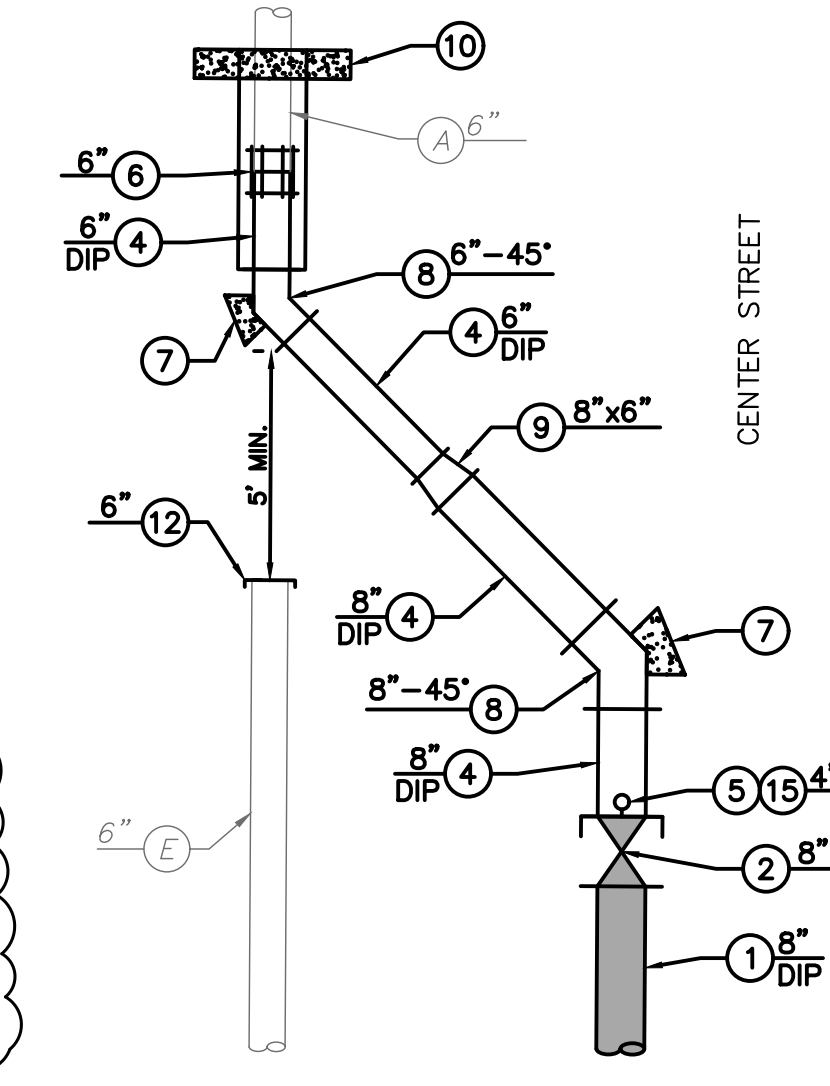 10
A 6"
6" 6
6" DIP 4
8 6"-45°
7
4 6" DIP
CENTER STREET
9 8"x6"
5' MIN.
6" 12
8" DIP 4
7
8"-45° 8
8" DIP 4
5 15 4"
6" E
2 8"
1 8" DIP